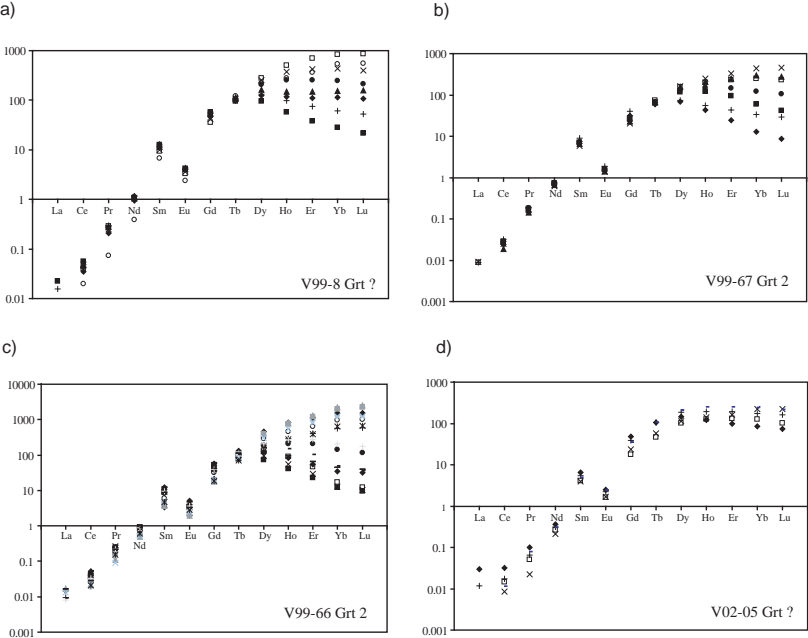 a)
1000
100
10
1
0.1
0.01
La Ce Pr Nd Sm Eu Gd Tb Dy Ho Er Yb Lu
V99-8 Grt ?
b)
1000
100
10
1
0.1
0.01
0.001
La Ce Pr Nd Sm Eu Gd Tb Dy Ho Er Yb Lu
V99-67 Grt 2
c)
10000
1000
100
10
1
0.1
0.01
0.001
La Ce Pr Nd Sm Eu Gd Tb Dy Ho Er Yb Lu
V99-66 Grt 2
d)
1000
100
10
1
0.1
0.01
0.001
La Ce Pr Nd Sm Eu Gd Tb Dy Ho Er Yb Lu
V02-05 Grt ?